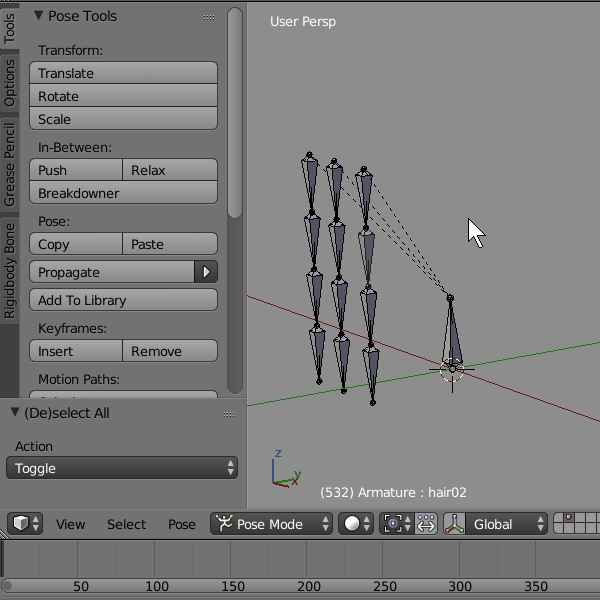 Tools
Options
Grease Pencil
Rigidbody Bone
Pose Tools
Transform:
Translate
Rotate
Scale
In-Between:
Push Relax
Breakdowner
Pose:
Copy Paste
Propagate
Add To Library
Keyframes:
Insert Remove
Motion Paths:
(De)select All
Action
Toggle
User Persp
z
y
x
(532) Armature : hair02
View Select Pose Pose Mode Global
50 100 150 200 250 300 350